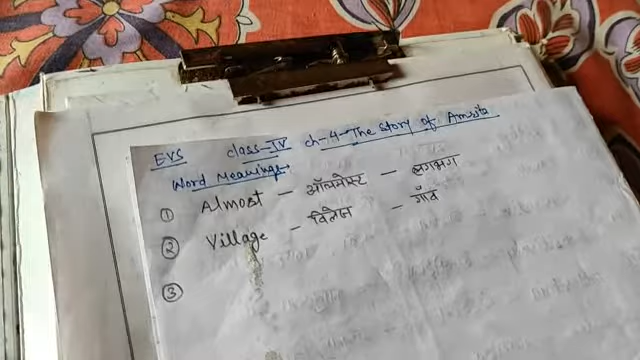 EVS class-IV ch-4-The story of Amrita
Word Meanings-
① Almost - ऑलमोस्ट - लगभग
② Village - विलेज - गाँव
③